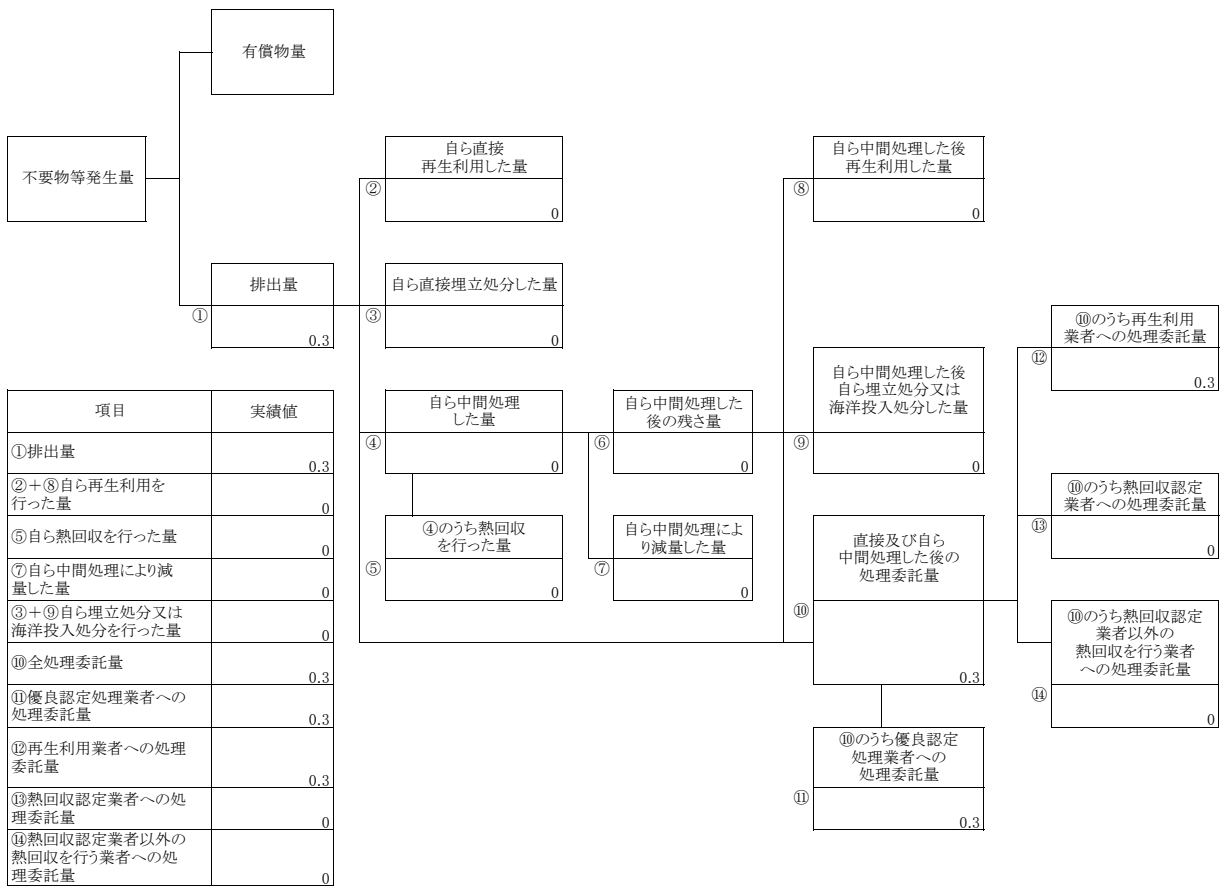 有償物量
不要物等発生量
排出量
①
0.3
自ら直接
再生利用した量
②
0
自ら直接埋立処分した量
③
0
自ら中間処理
した量
④
0
④のうち熱回収
を行った量
⑤
0
自ら中間処理した
後の残さ量
⑥
0
自ら中間処理によ
り減量した量
⑦
0
自ら中間処理した後
再生利用した量
⑧
0
自ら中間処理した後
自ら埋立処分又は
海洋投入処分した量
⑨
0
直接及び自ら
中間処理した後の
処理委託量
⑩
0.3
⑩のうち優良認定
処理業者への
処理委託量
⑪
0.3
⑩のうち再生利用
業者への処理委託量
⑫
0.3
⑩のうち熱回収認定
業者への処理委託量
⑬
0
⑩のうち熱回収認定
業者以外の
熱回収を行う業者
への処理委託量
⑭
0
項目 実績値
①排出量
0.3
②+⑧自ら再生利用を
行った量
0
⑤自ら熱回収を行った量
0
⑦自ら中間処理により減
量した量
0
③+⑨自ら埋立処分又は
海洋投入処分を行った量
0
⑩全処理委託量
0.3
⑪優良認定処理業者への
処理委託量
0.3
⑫再生利用業者への処理
委託量
0.3
⑬熱回収認定業者への処
理委託量
0
⑭熱回収認定業者以外の
熱回収を行う業者への処
理委託量
0